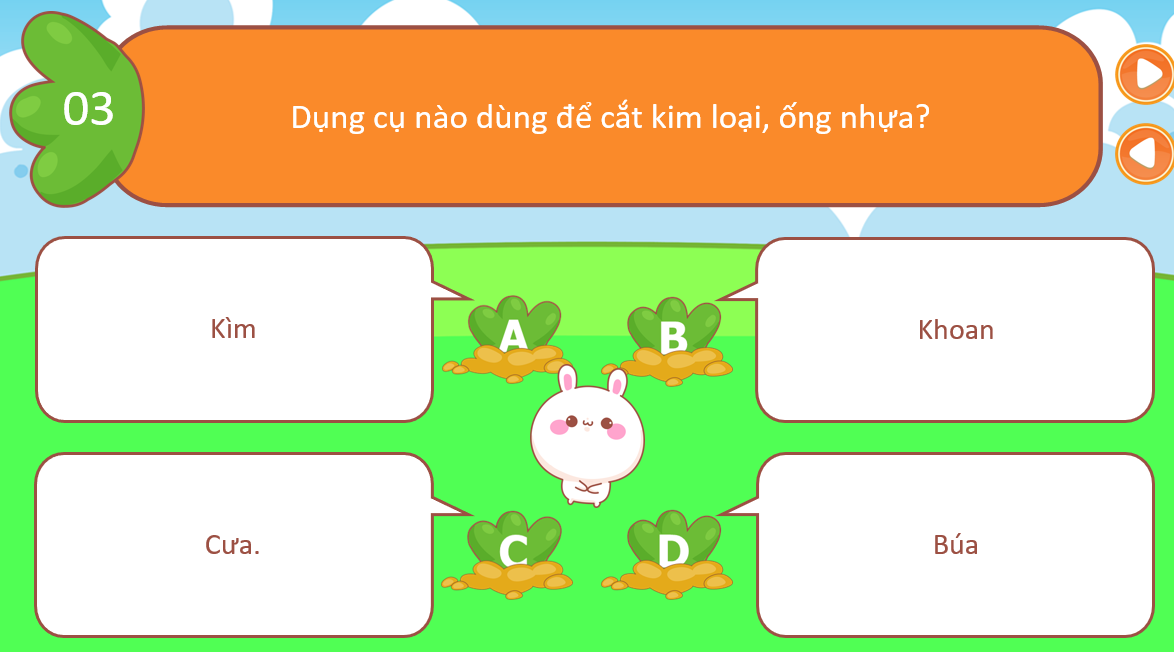 03
Dụng cụ nào dùng để cắt kim loại, ống nhựa?
Kìm
A
B
Khoan
Cưa.
C
D
Búa